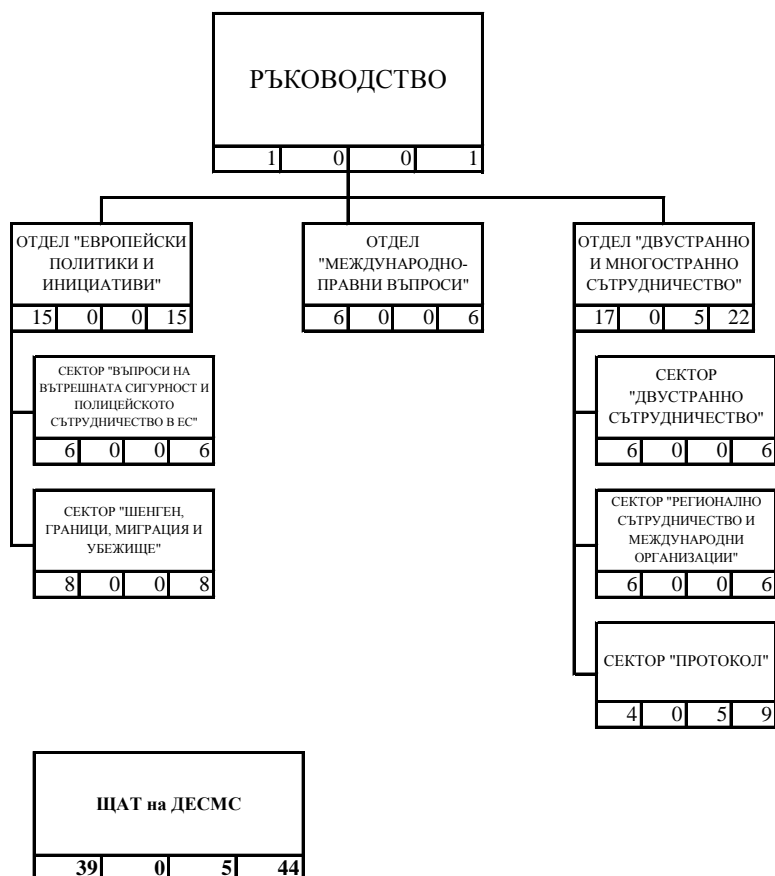 РЪКОВОДСТВО
1 0 0 1
ОТДЕЛ "ЕВРОПЕЙСКИ
ПОЛИТИКИ И
ИНИЦИАТИВИ"
15 0 0 15
ОТДЕЛ
"МЕЖДУНАРОДНО-
ПРАВНИ ВЪПРОСИ"
6 0 0 6
ОТДЕЛ "ДВУСТРАННО
И МНОГОСТРАННО
СЪТРУДНИЧЕСТВО"
17 0 5 22
СЕКТОР "ВЪПРОСИ НА
ВЪТРЕШНАТА СИГУРНОСТ И
ПОЛИЦЕЙСКОТО
СЪТРУДНИЧЕСТВО В ЕС"
6 0 0 6
СЕКТОР "ШЕНГЕН,
ГРАНИЦИ, МИГРАЦИЯ И
УБЕЖИЩЕ"
8 0 0 8
СЕКТОР
"ДВУСТРАННО
СЪТРУДНИЧЕСТВО"
6 0 0 6
СЕКТОР "РЕГИОНАЛНО
СЪТРУДНИЧЕСТВО И
МЕЖДУНАРОДНИ
ОРГАНИЗАЦИИ"
6 0 0 6
СЕКТОР "ПРОТОКОЛ"
4 0 5 9
ЩАТ на ДЕСМС
39 0 5 44